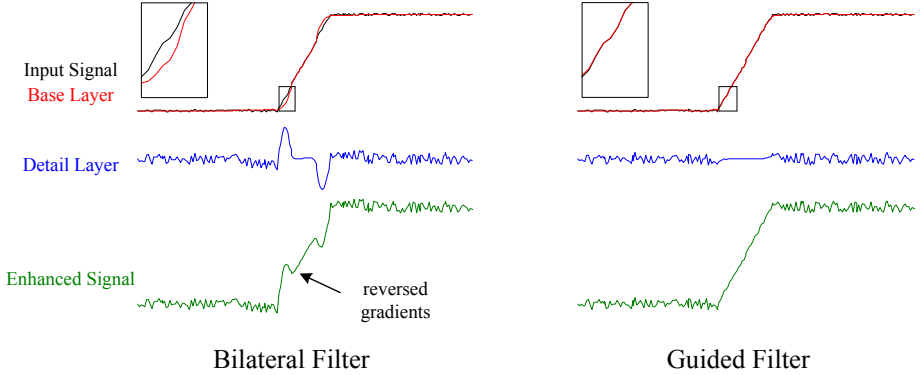 Input Signal
Base Layer
Detail Layer
Enhanced Signal
reversed
gradients
Bilateral Filter
Guided Filter